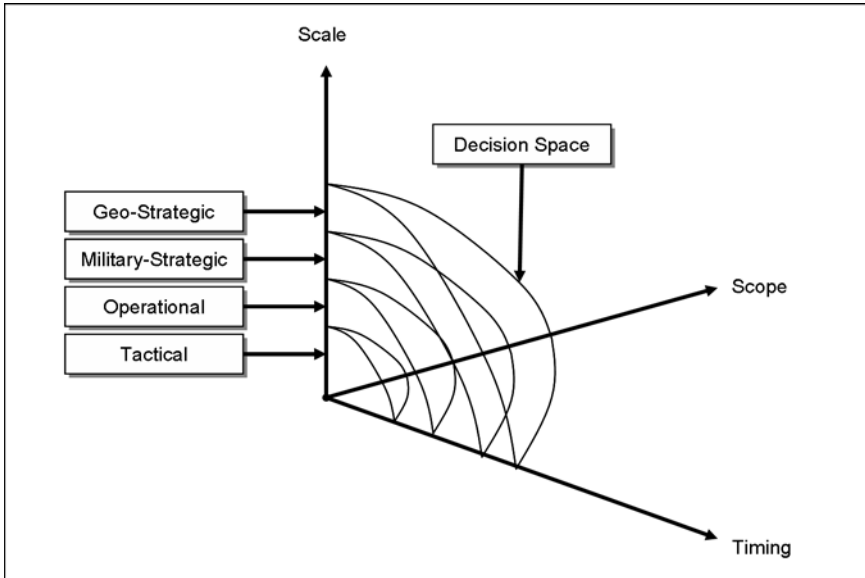 Scale
Decision Space
Geo-Strategic
Military-Strategic
Operational
Tactical
Scope
Timing